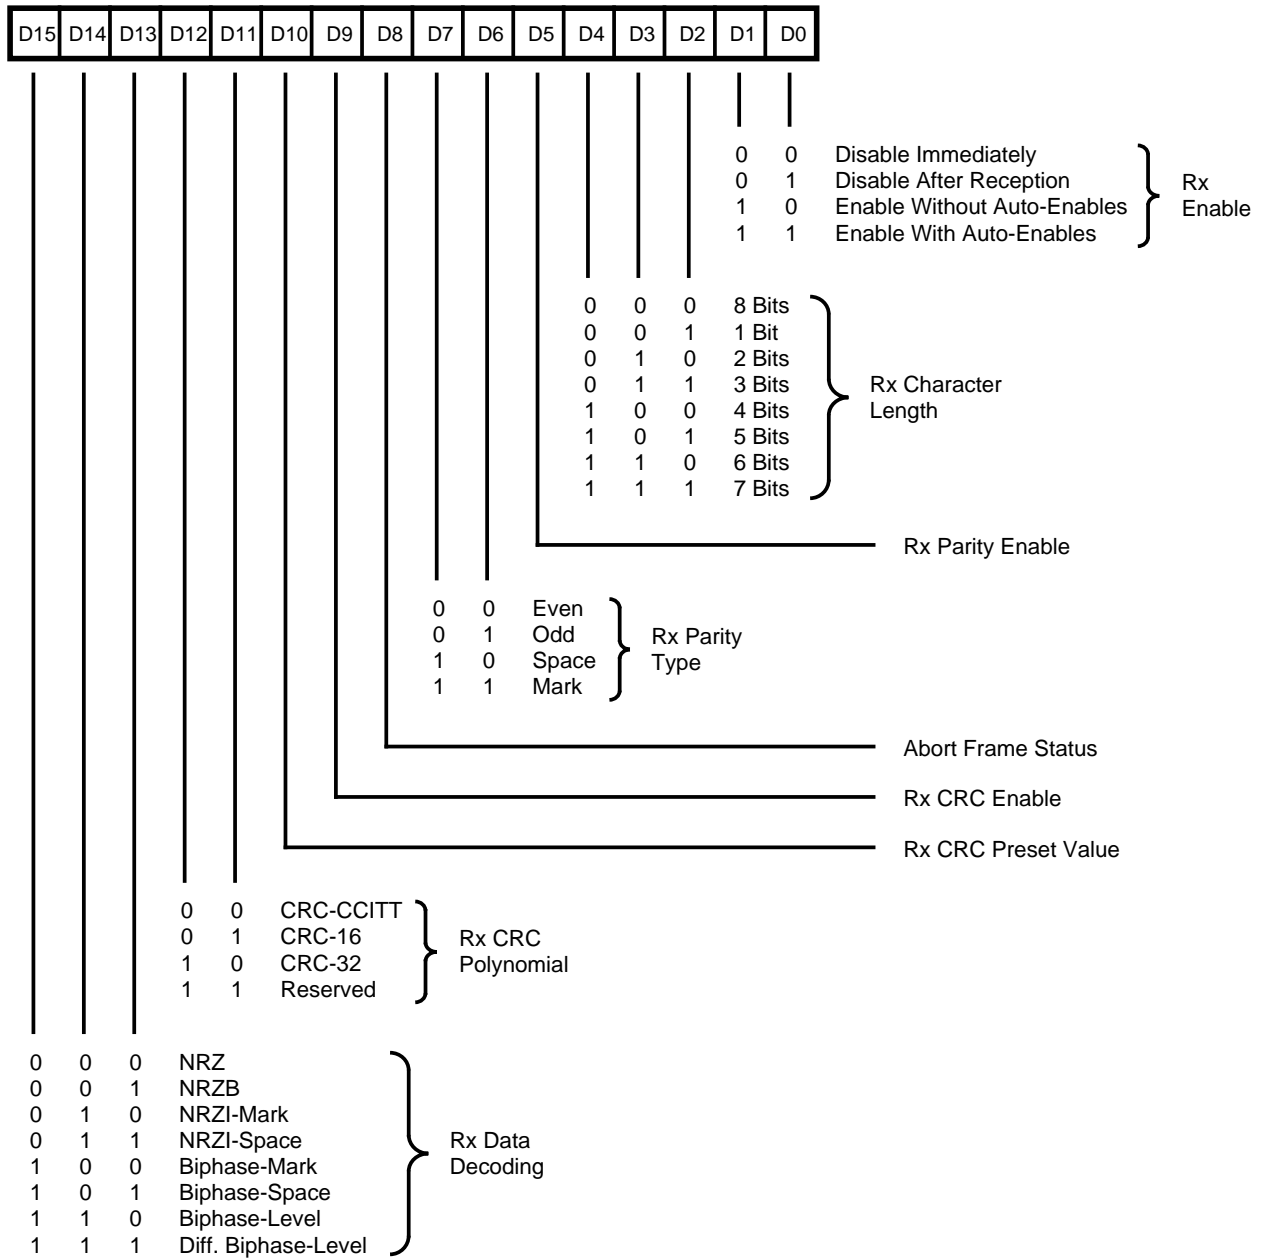 D15 D14 D13 D12 D11 D10 D9 D8 D7 D6 D5 D4 D3 D2 D1 D0
0 0 Disable Immediately
0 1 Disable After Reception
1 0 Enable Without Auto-Enables
1 1 Enable With Auto-Enables
Rx
Enable
0 0 0 8 Bits
0 0 1 1 Bit
0 1 0 2 Bits
0 1 1 3 Bits
1 0 0 4 Bits
1 0 1 5 Bits
1 1 0 6 Bits
1 1 1 7 Bits
Rx Character
Length
Rx Parity Enable
0 0 Even
0 1 Odd
1 0 Space
1 1 Mark
Rx Parity
Type
Abort Frame Status
Rx CRC Enable
Rx CRC Preset Value
0 0 CRC-CCITT
0 1 CRC-16
1 0 CRC-32
1 1 Reserved
Rx CRC
Polynomial
0 0 0 NRZ
0 0 1 NRZB
0 1 0 NRZI-Mark
0 1 1 NRZI-Space
1 0 0 Biphase-Mark
1 0 1 Biphase-Space
1 1 0 Biphase-Level
1 1 1 Diff. Biphase-Level
Rx Data
Decoding